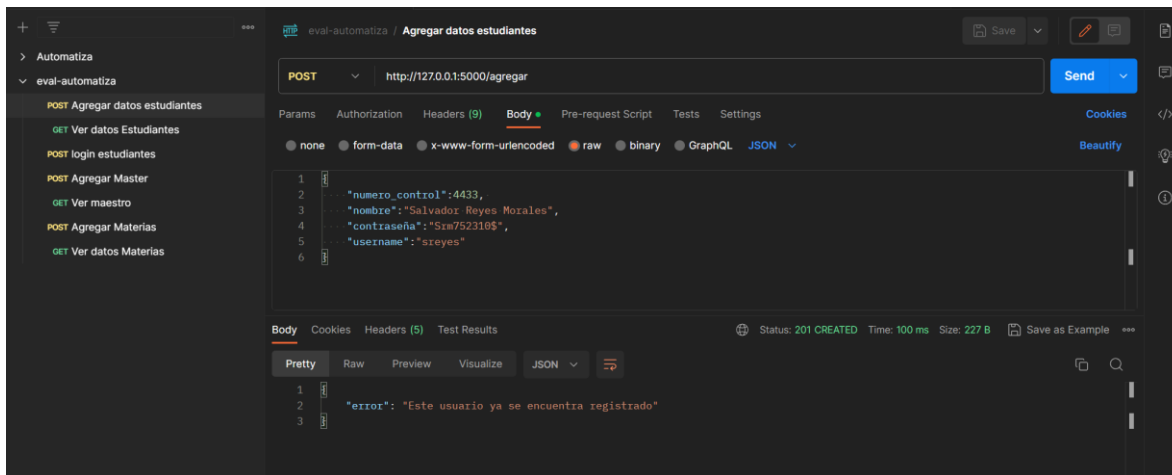 HTTP eval-automatiza / Agregar datos estudiantes Save
Automatiza
eval-automatiza
POST Agregar datos estudiantes
GET Ver datos Estudiantes
POST login estudiantes
POST Agregar Master
GET Ver maestro
POST Agregar Materias
GET Ver datos Materias
POST http://127.0.0.1:5000/agregar Send
Params Authorization Headers (9) Body Pre-request Script Tests Settings Cookies
none form-data x-www-form-urlencoded raw binary GraphQL JSON Beautify
1 {
2 "numero_control":4433,
3 "nombre":"Salvador Reyes Morales",
4 "contraseña":"Srm752310$",
5 "username":"sreyes"
6 }
Body Cookies Headers (5) Test Results Status: 201 CREATED Time: 100 ms Size: 227 B Save as Example
Pretty Raw Preview Visualize JSON
1 {
2 "error": "Este usuario ya se encuentra registrado"
3 }